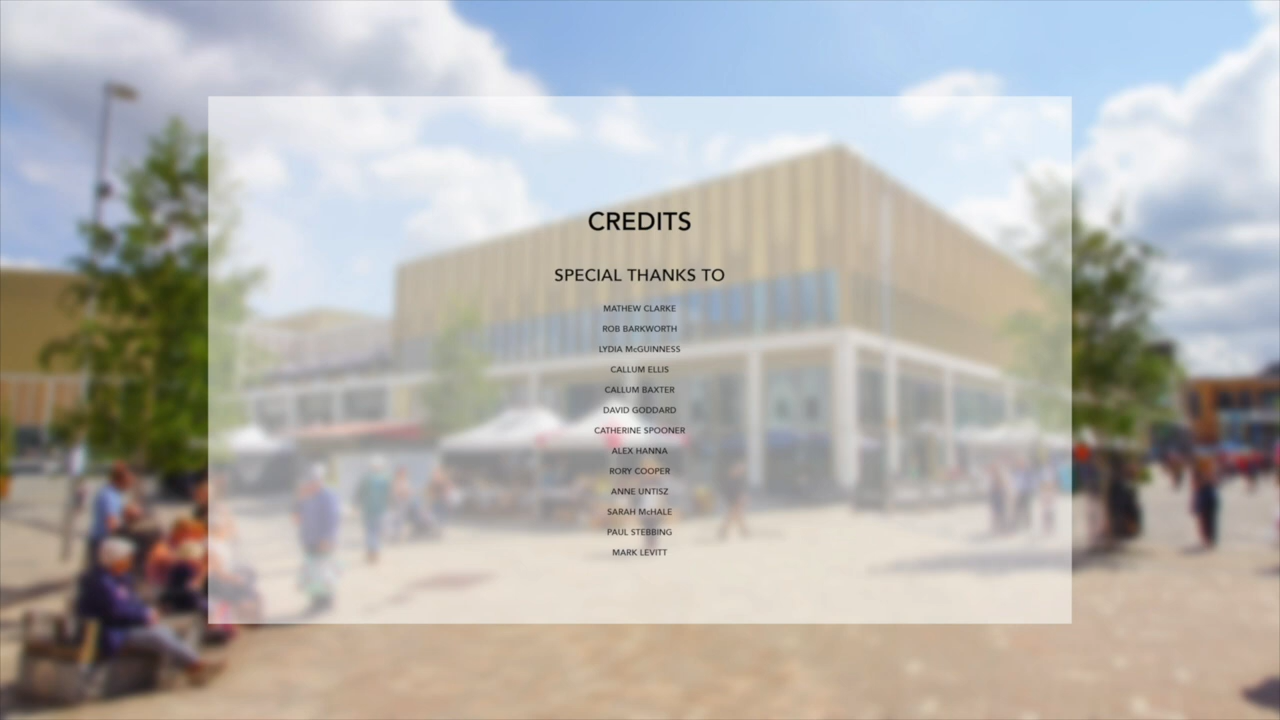 CREDITS
SPECIAL THANKS TO
MATHEW CLARKE
ROB BARKWORTH
LYDIA McGUINNESS
CALLUM ELLIS
CALLUM BAXTER
DAVID GODDARD
CATHERINE SPOONER
ALEX HANNA
RORY COOPER
ANNE UNTISZ
SARAH McHALE
PAUL STEBBING
MARK LEVITT